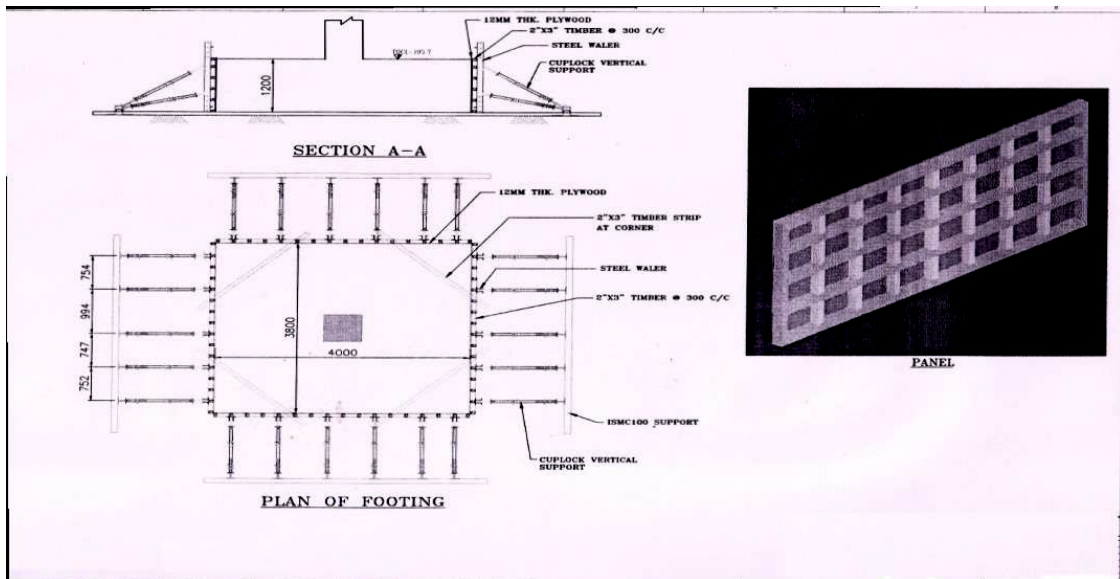 12MM THK. PLYWOOD
2"X3" TIMBER @ 300 C/C
STEEL WALER
CUPLOCK VERTICAL
SUPPORT
1200
SECTION A-A
12MM THK. PLYWOOD
2"X3" TIMBER STRIP
AT CORNER
STEEL WALER
2"X3" TIMBER @ 300 C/C
754
994
747
752
3800
4000
ISMC100 SUPPORT
CUPLOCK VERTICAL
SUPPORT
PLAN OF FOOTING
PANEL